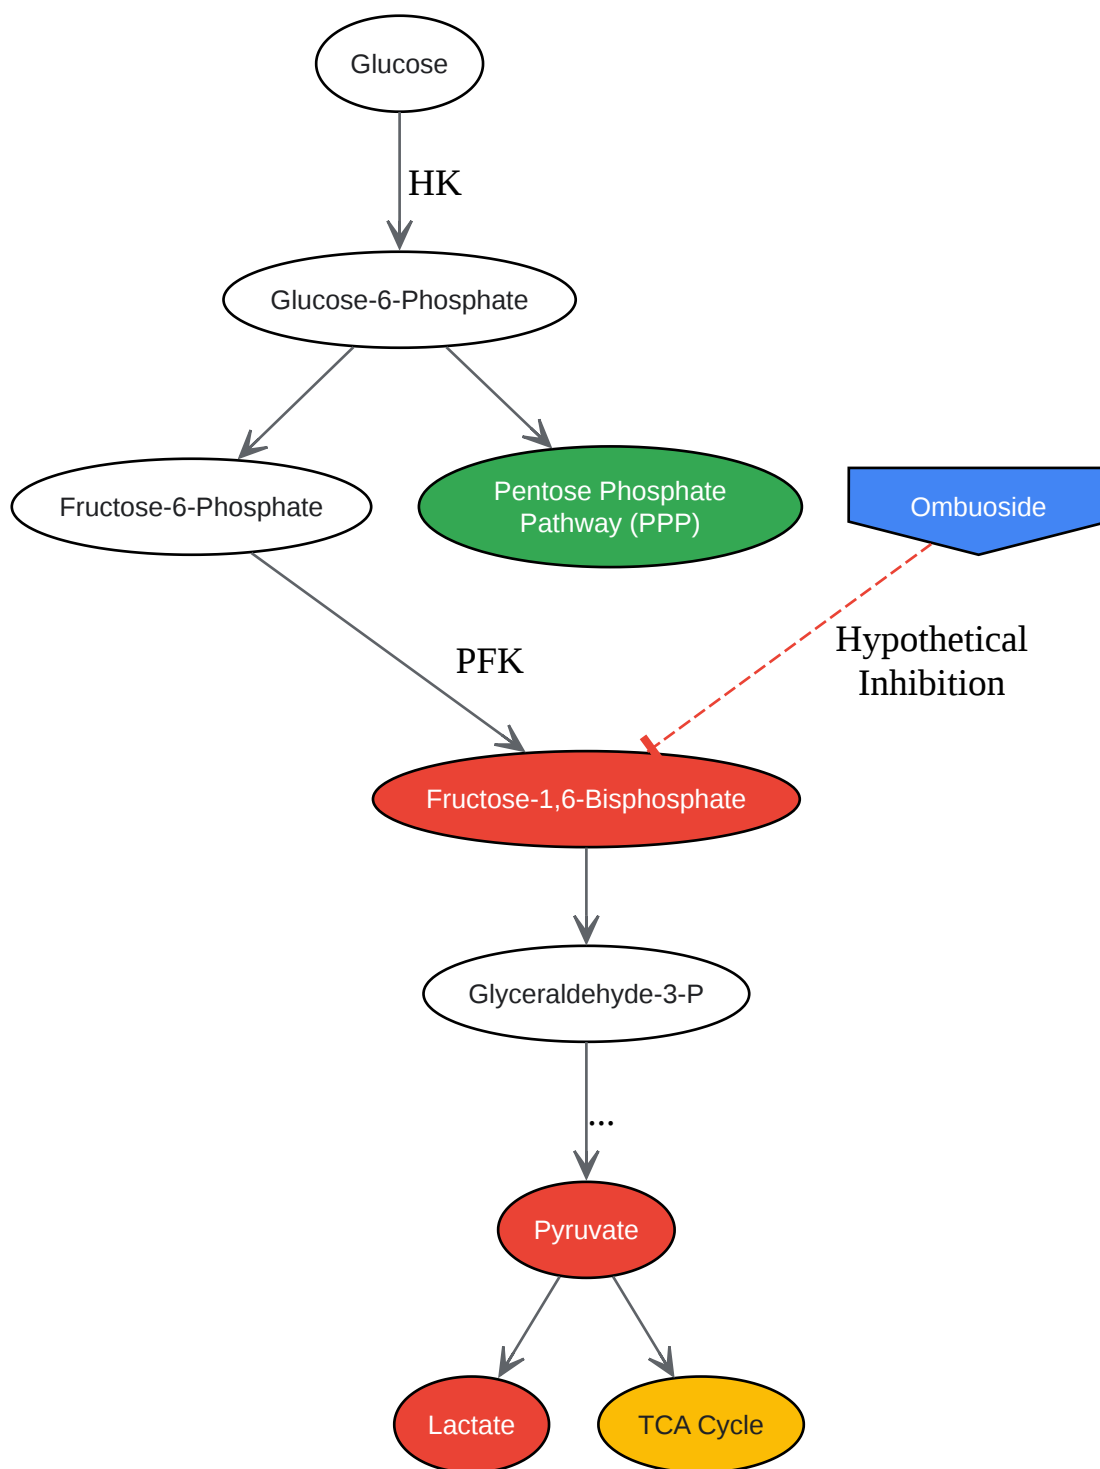 Glucose
HK
Glucose-6-Phosphate
Fructose-6-Phosphate
Pentose Phosphate
Pathway (PPP)
Ombuoside
Hypothetical
Inhibition
PFK
Fructose-1,6-Bisphosphate
Glyceraldehyde-3-P
...
Pyruvate
Lactate
TCA Cycle